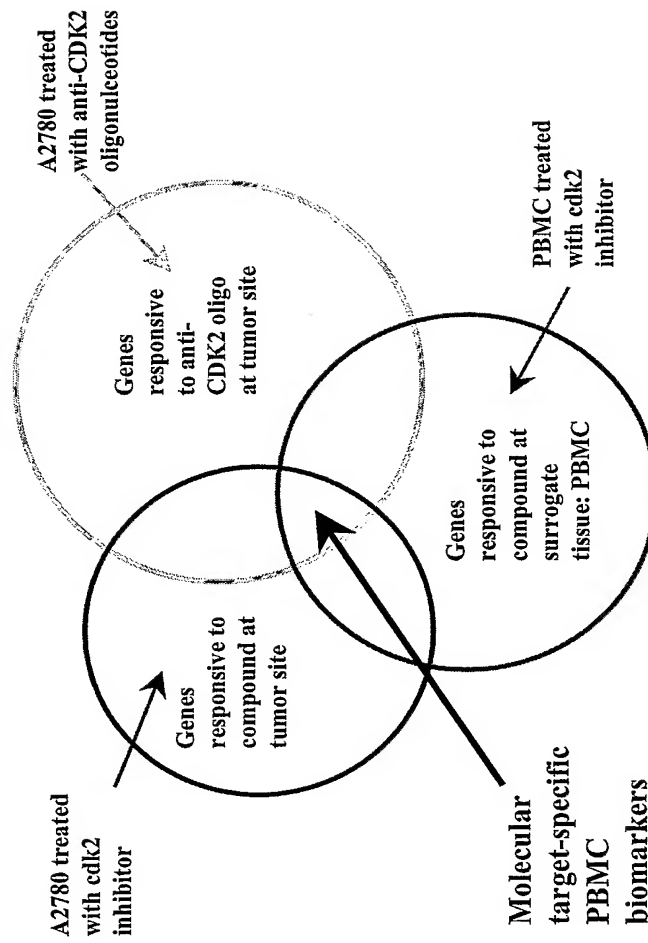 A2780 treated
with cdk2
inhibitor
Genes
responsive to
compound at
tumor site
A2780 treated
with anti-CDK2
oligonulceotides
Genes
responsive
to anti-
CDK2 oligo
at tumor site
PBMC treated
with cdk2
inhibitor
Genes
responsive to
compound at
surrogate
tissue: PBMC
Molecular
target-specific
PBMC
biomarkers